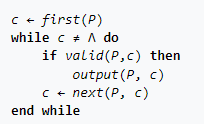 c ← first(P)
while c ≠ Λ do
    if valid(P,c) then
        output(P, c)
    c ← next(P, c)
end while